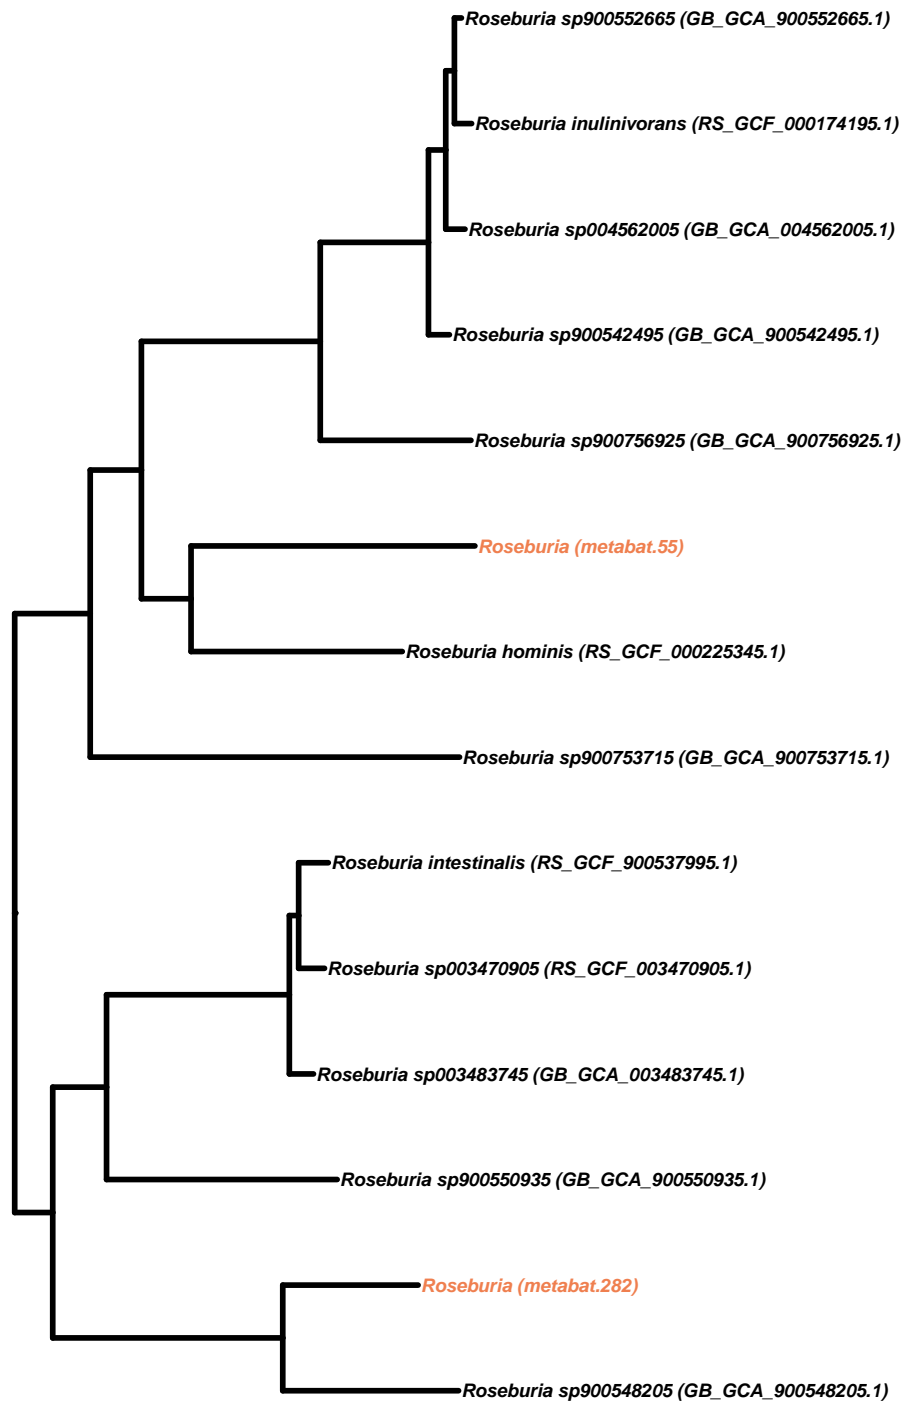 Roseburia sp900552665 (GB_GCA_900552665.1)
Roseburia inulinivorans (RS_GCF_000174195.1)
Roseburia sp004562005 (GB_GCA_004562005.1)
Roseburia sp900542495 (GB_GCA_900542495.1)
Roseburia sp900756925 (GB_GCA_900756925.1)
Roseburia (metabat.55)
Roseburia hominis (RS_GCF_000225345.1)
Roseburia sp900753715 (GB_GCA_900753715.1)
Roseburia intestinalis (RS_GCF_900537995.1)
Roseburia sp003470905 (RS_GCF_003470905.1)
Roseburia sp003483745 (GB_GCA_003483745.1)
Roseburia sp900550935 (GB_GCA_900550935.1)
Roseburia (metabat.282)
Roseburia sp900548205 (GB_GCA_900548205.1)